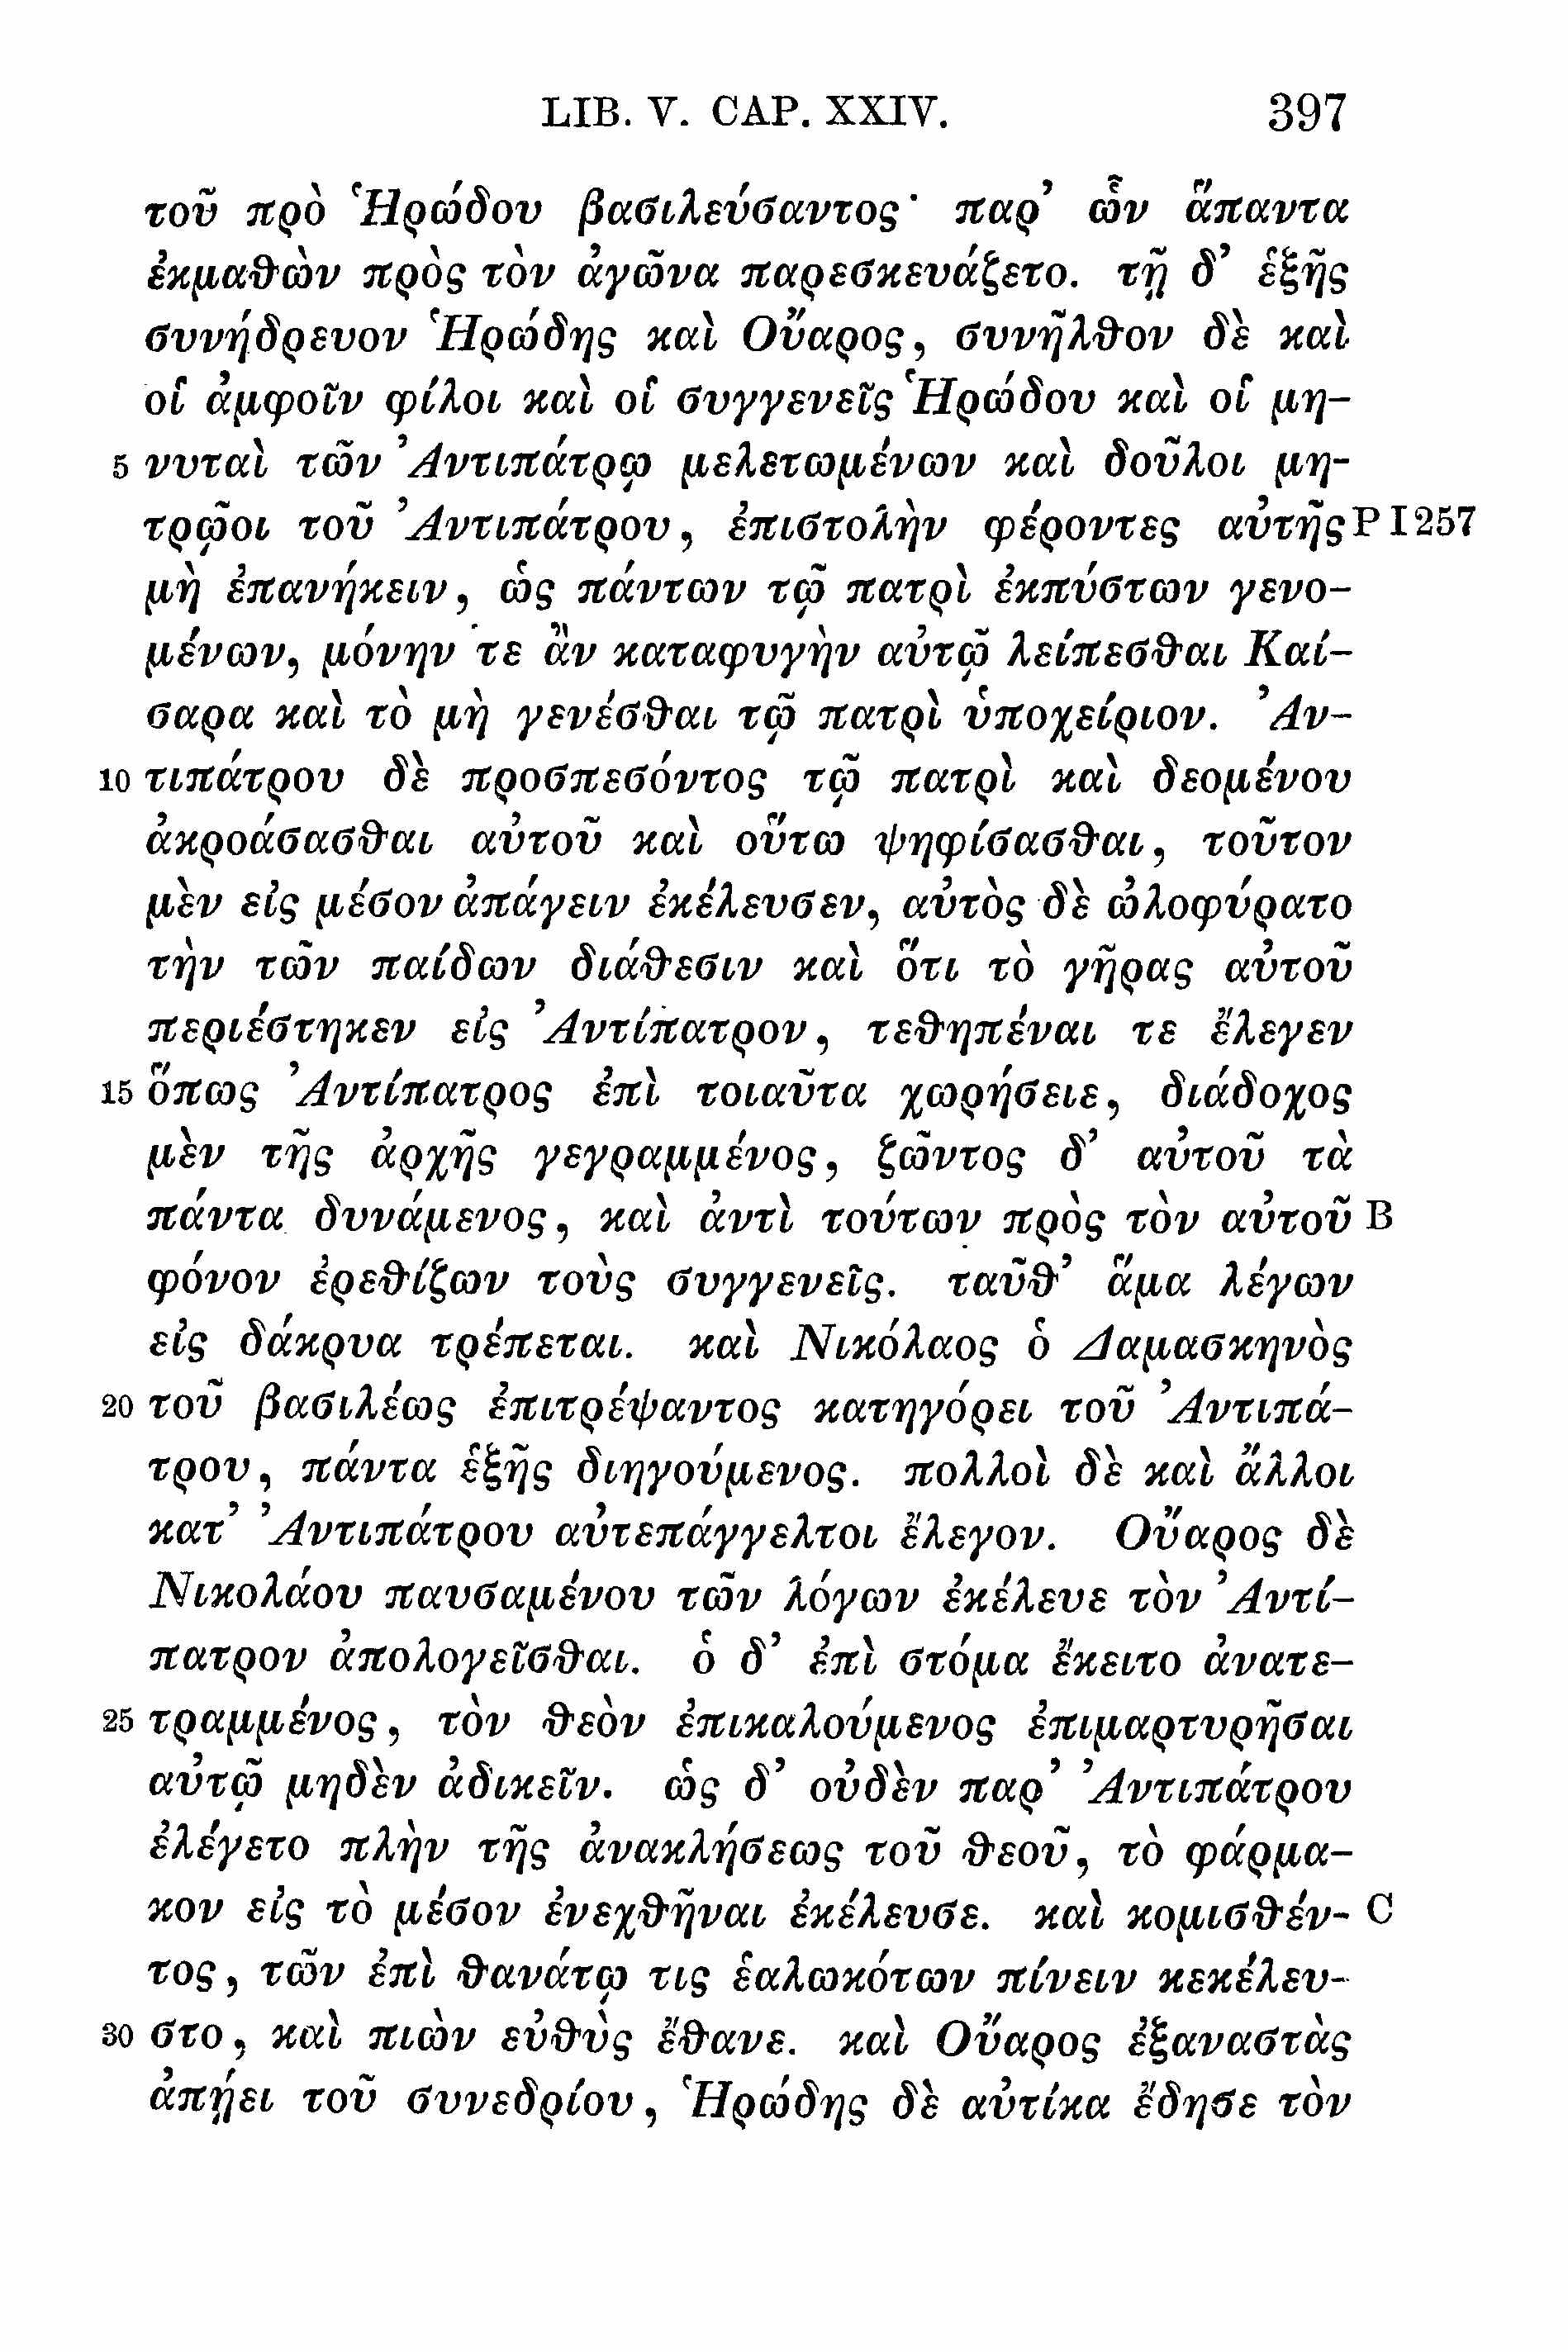 LIB. V. CAP. XXIV. 397
τοῦ πρὸ Ἡρώδου βασιλεύσαντος· παρ’ ὧν ἅπαντα
ἐκμαθὼν πρὸς τὸν ἀγῶνα παρεσκευάζετο. τῇ δ’ ἑξῆς
συνήδρευον Ἡρώδης καὶ Οὔαρος, συνῆλθον δὲ καὶ
οἱ ἀμφοῖν φίλοι καὶ οἱ συγγενεῖς Ἡρώδου καὶ οἱ μη-
5 νυταὶ τῶν Ἀντιπάτρῳ μελετωμένων καὶ δοῦλοι μη-
τρῷοι τοῦ Ἀντιπάτρου, ἐπιστολὴν φέροντες αὐτῆς P I 257
μὴ ἐπανήκειν, ὡς πάντων τῷ πατρὶ ἐκπύστων γενο-
μένων, μόνην τε ἂν καταφυγὴν αὐτῷ λείπεσθαι Καί-
σαρα καὶ τὸ μὴ γενέσθαι τῷ πατρὶ ὑποχείριον. Ἀν-
10 τιπάτρου δὲ προσπεσόντος τῷ πατρὶ καὶ δεομένου
ἀκροάσασθαι αὐτοῦ καὶ οὕτω ψηφίσασθαι, τοῦτον
μὲν εἰς μέσον ἀπάγειν ἐκέλευσεν, αὐτὸς δὲ ὠλοφύρατο
τὴν τῶν παίδων διάθεσιν καὶ ὅτι τὸ γῆρας αὐτοῦ
περιέστηκεν εἰς Ἀντίπατρον, τεθηπέναι τε ἔλεγεν
15 ὅπως Ἀντίπατρος ἐπὶ τοιαῦτα χωρήσειε, διάδοχος
μὲν τῆς ἀρχῆς γεγραμμένος, ζῶντος δ’ αὐτοῦ τὰ
πάντα δυνάμενος, καὶ ἀντὶ τούτων πρὸς τὸν αὐτοῦ B
φόνον ἐρεθίζων τοὺς συγγενεῖς. ταῦθ’ ἅμα λέγων
εἰς δάκρυα τρέπεται. καὶ Νικόλαος ὁ Δαμασκηνὸς
20 τοῦ βασιλέως ἐπιτρέψαντος κατηγόρει τοῦ Ἀντιπά-
τρου, πάντα ἑξῆς διηγούμενος. πολλοὶ δὲ καὶ ἄλλοι
κατ’ Ἀντιπάτρου αὐτεπάγγελτοι ἔλεγον. Οὔαρος δὲ
Νικολάου παυσαμένου τῶν λόγων ἐκέλευε τὸν Ἀντί-
πατρον ἀπολογεῖσθαι. ὁ δ’ ἐπὶ στόμα ἔκειτο ἀνατε-
25 τραμμένος, τὸν θεὸν ἐπικαλούμενος ἐπιμαρτυρῆσαι
αὐτῷ μηδὲν ἀδικεῖν. ὡς δ’ οὐδὲν παρ’ Ἀντιπάτρου
ἐλέγετο πλὴν τῆς ἀνακλήσεως τοῦ θεοῦ, τὸ φάρμα-
κον εἰς τὸ μέσον ἐνεχθῆναι ἐκέλευσε. καὶ κομισθέν- C
τος, τῶν ἐπὶ θανάτῳ τις ἑαλωκότων πίνειν κεκέλευ-
30 στο, καὶ πιὼν εὐθὺς ἔθανε. καὶ Οὔαρος ἐξαναστὰς
ἀπῄει τοῦ συνεδρίου, Ἡρώδης δὲ αὐτίκα ἔδησε τὸν